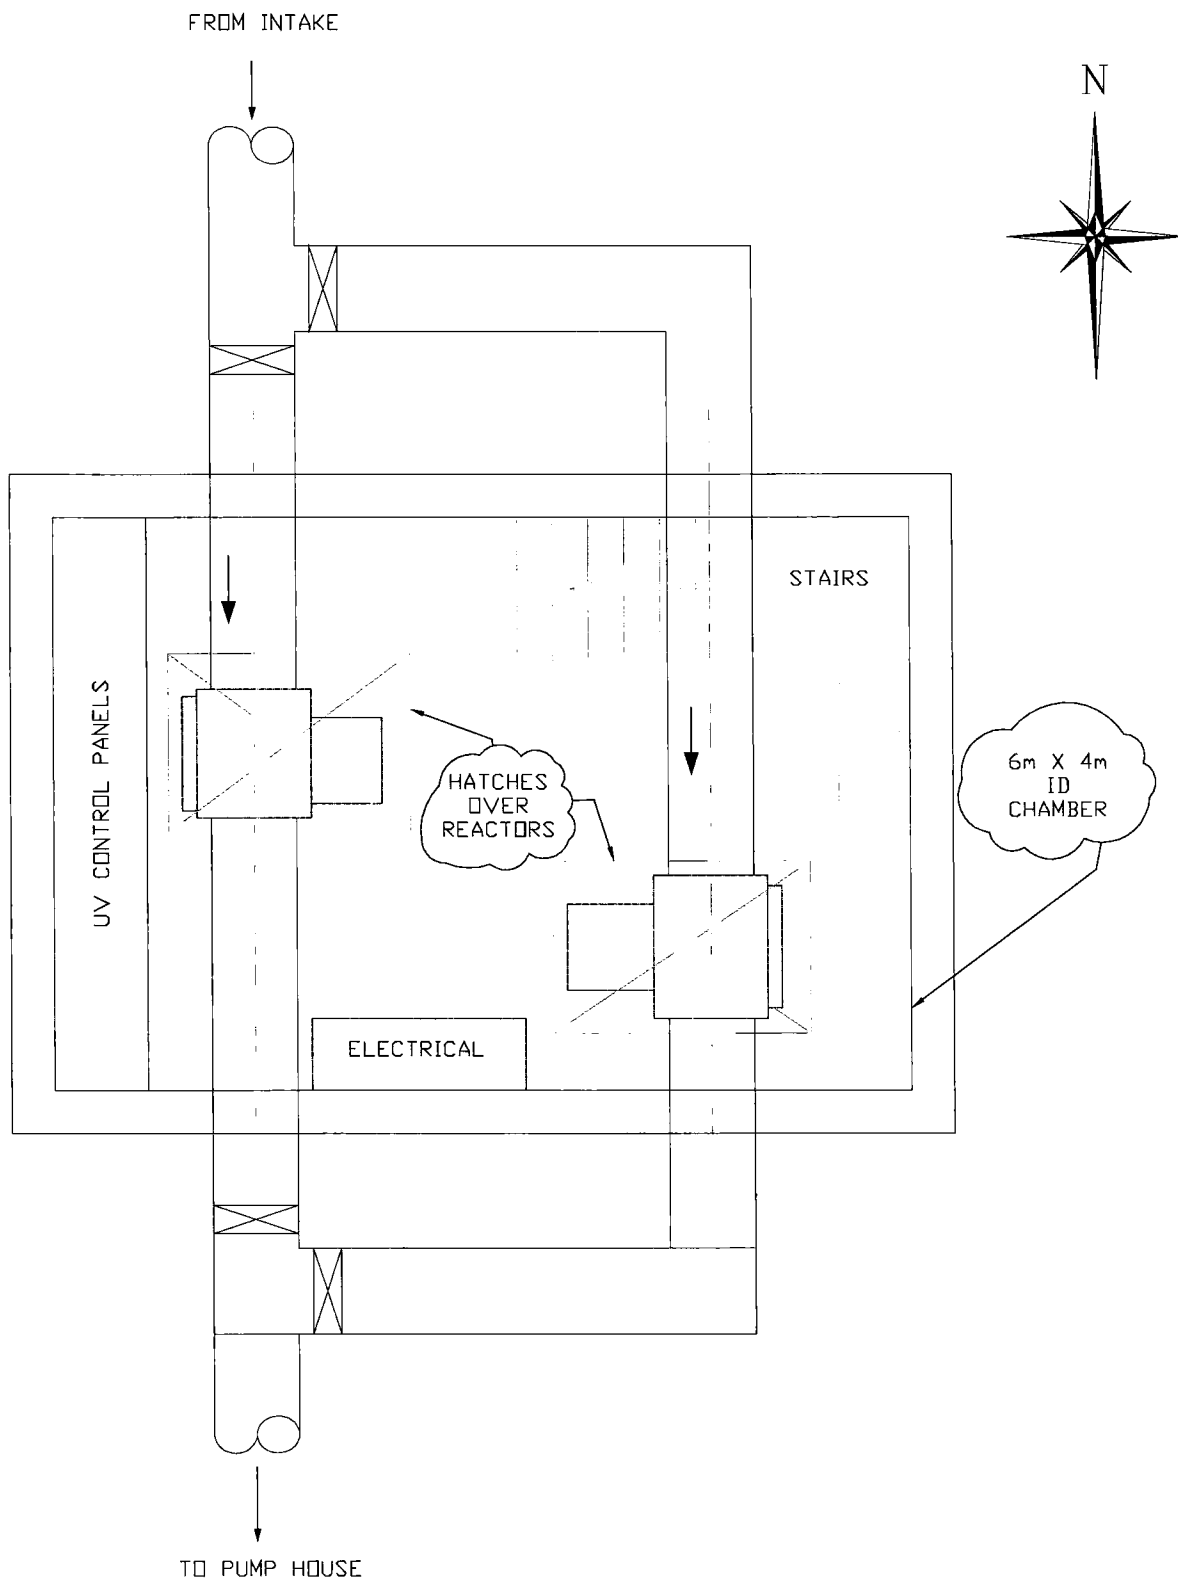 FROM INTAKE
N
STAIRS
UV CONTROL PANELS
HATCHES
OVER
REACTORS
6m X 4m
ID
CHAMBER
ELECTRICAL
TO PUMP HOUSE